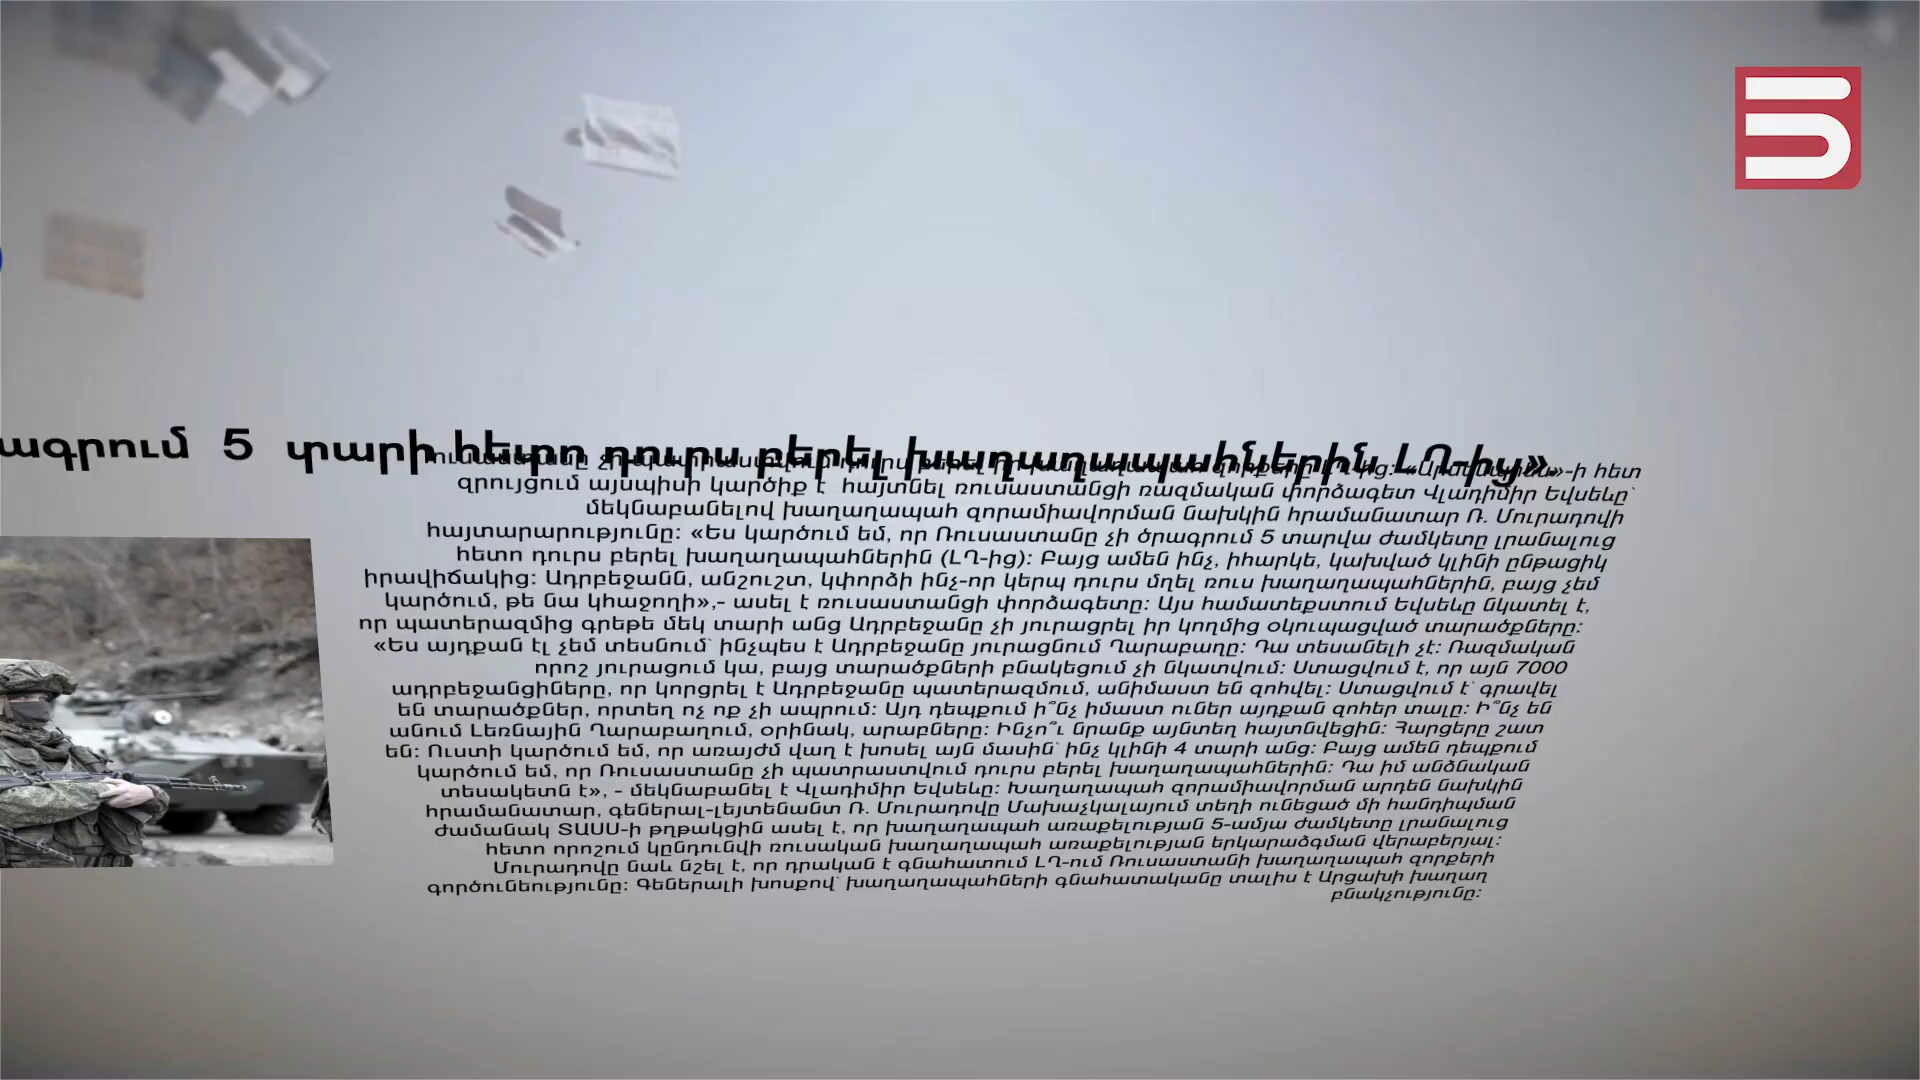 ագրում 5 տարի հետո դուրս բերել խաղաղապահներին ԼՂ-ից»
Ռուսաստանը չի պատրաստվում դուրս բերել իր խաղաղապահ զորքերը ԼՂ-ից: «Արմենպրես»-ի հետ
զրույցում այսպիսի կարծիք է հայտնել ռուսաստանցի ռազմական փորձագետ Վլադիմիր Եվսեևը՝
մեկնաբանելով խաղաղապահ զորամիավորման նախկին հրամանատար Ռ. Մուրադովի
հայտարարությունը: «Ես կարծում եմ, որ Ռուսաստանը չի ծրագրում 5 տարվա ժամկետը լրանալուց
հետո դուրս բերել խաղաղապահներին (ԼՂ-ից): Բայց ամեն ինչ, իհարկե, կախված կլինի ընթացիկ
իրավիճակից: Ադրբեջանն, անշուշտ, կփորձի ինչ-որ կերպ դուրս մղել ռուս խաղաղապահներին, բայց չեմ
կարծում, թե նա կհաջողի»,- ասել է ռուսաստանցի փորձագետը: Այս համատեքստում Եվսեևը նկատել է,
որ պատերազմից գրեթե մեկ տարի անց Ադրբեջանը չի յուրացրել իր կողմից օկուպացված տարածքները:
«Ես այդքան էլ չեմ տեսնում՝ ինչպես է Ադրբեջանը յուրացնում Ղարաբաղը: Դա տեսանելի չէ: Ռազմական
որոշ յուրացում կա, բայց տարածքների բնակեցում չի նկատվում: Ստացվում է, որ այն 7000
ադրբեջանցիները, որ կորցրել է Ադրբեջանը պատերազմում, անիմաստ են զոհվել: Ստացվում է՝ գրավել
են տարածքներ, որտեղ ոչ ոք չի ապրում: Այդ դեպքում ի՞նչ իմաստ ուներ այդքան զոհեր տալը: Ի՞նչ են
անում Լեռնային Ղարաբաղում, օրինակ, արաբները: Ինչո՞ւ նրանք այնտեղ հայտնվեցին: Հարցերը շատ
են: Ուստի կարծում եմ, որ առայժմ վաղ է խոսել այն մասին՝ ինչ կլինի 4 տարի անց: Բայց ամեն դեպքում
կարծում եմ, որ Ռուսաստանը չի պատրաստվում դուրս բերել խաղաղապահներին: Դա իմ անձնական
տեսակետն է», - մեկնաբանել է Վլադիմիր Եվսեևը: Խաղաղապահ զորամիավորման արդեն նախկին
հրամանատար, գեներալ-լեյտենանտ Ռ. Մուրադովը Մախաչկալայում տեղի ունեցած մի հանդիպման
ժամանակ ՏԱՍՍ-ի թղթակցին ասել է, որ խաղաղապահ առաքելության 5-ամյա ժամկետը լրանալուց
հետո որոշում կընդունվի ռուսական խաղաղապահ առաքելության երկարաձգման վերաբերյալ:
Մուրադովը նաև նշել է, որ դրական է գնահատում ԼՂ-ում Ռուսաստանի խաղաղապահ զորքերի
գործունեությունը: Գեներալի խոսքով՝ խաղաղապահների գնահատականը տալիս է Արցախի խաղաղ
բնակչությունը: